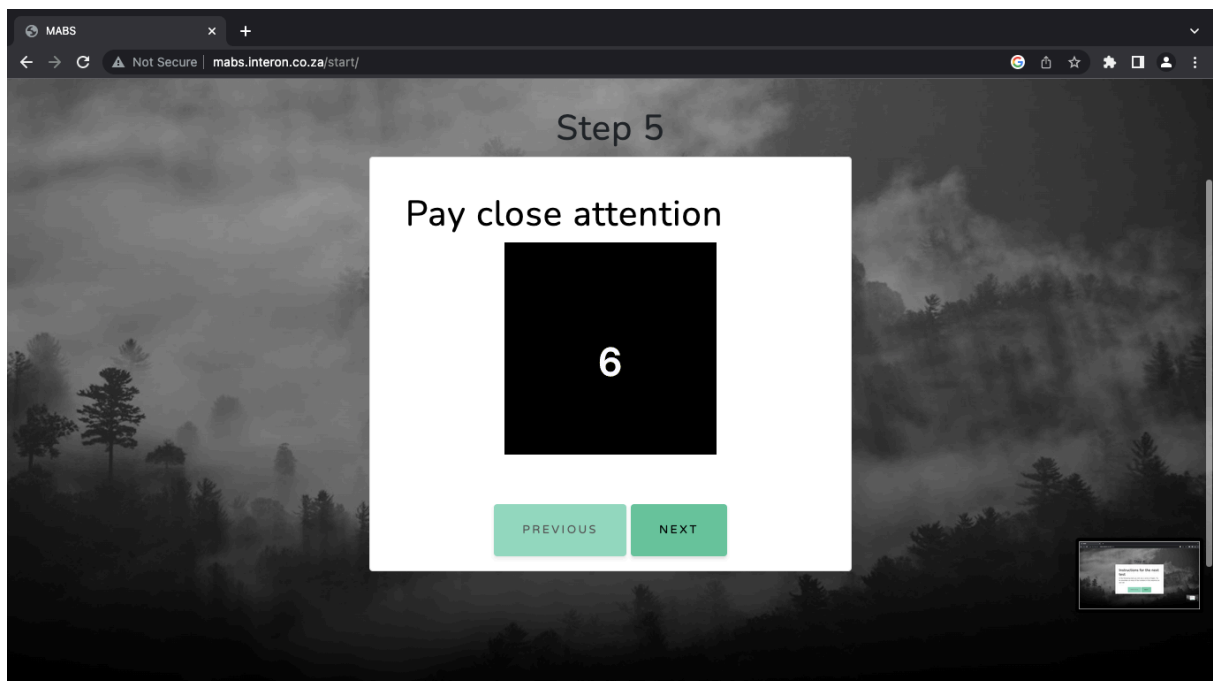 MABS
Not Secure mabs.interon.co.za/start/
Step 5
Pay close attention
6
PREVIOUS NEXT